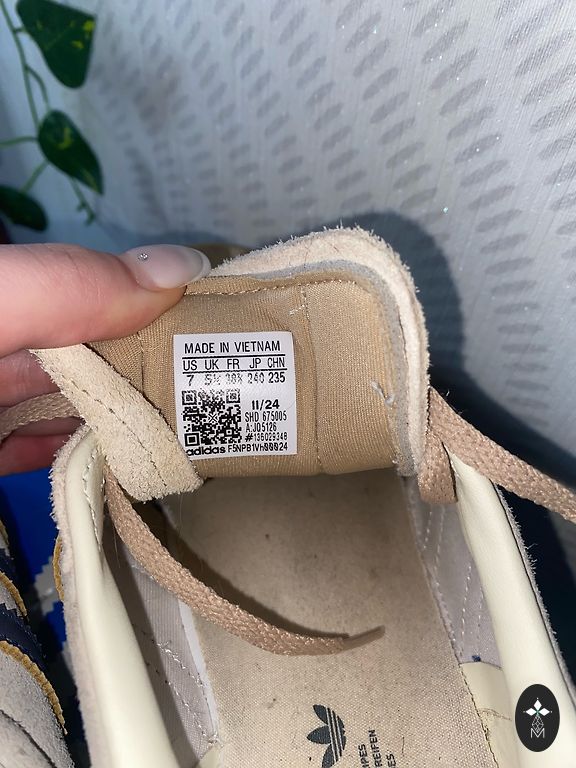 MADE IN VIETNAM
US UK FR JP CHN
7 5½ 38⅔ 240 235
11/24
SHD 675005
A:JQ5126
#136029348
adidas F5NPB1Vh00024
M